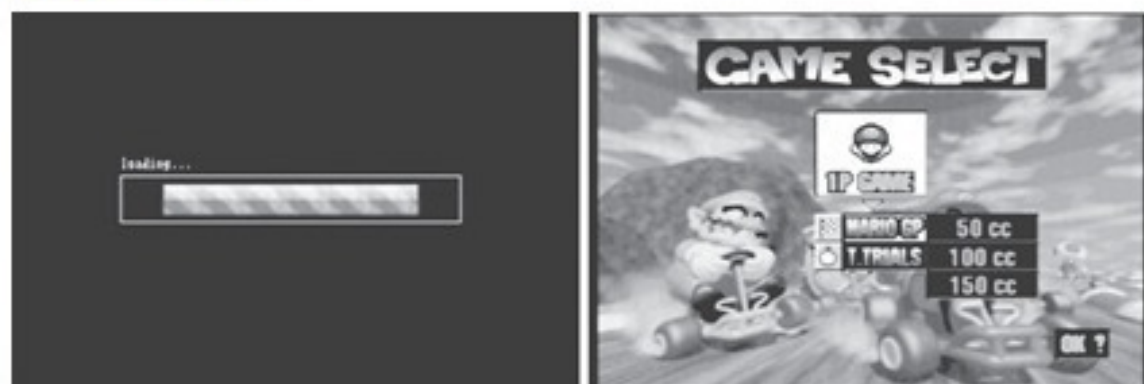 loading...
GAME SELECT
1P GAME
MARIO GP
50 cc
T.TRIALS
100 cc
150 cc
OK ?